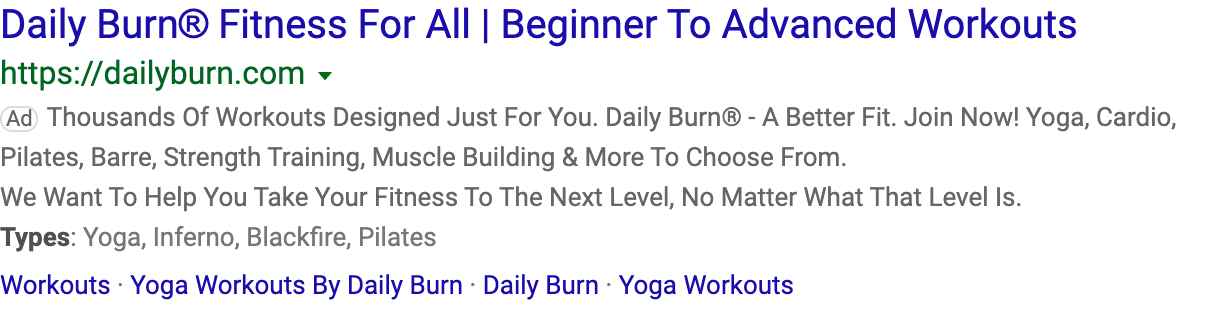 Daily Burn® Fitness For All | Beginner To Advanced Workouts
https://dailyburn.com
Ad Thousands Of Workouts Designed Just For You. Daily Burn® - A Better Fit. Join Now! Yoga, Cardio,
Pilates, Barre, Strength Training, Muscle Building & More To Choose From.
We Want To Help You Take Your Fitness To The Next Level, No Matter What That Level Is.
Types: Yoga, Inferno, Blackfire, Pilates
Workouts · Yoga Workouts By Daily Burn · Daily Burn · Yoga Workouts